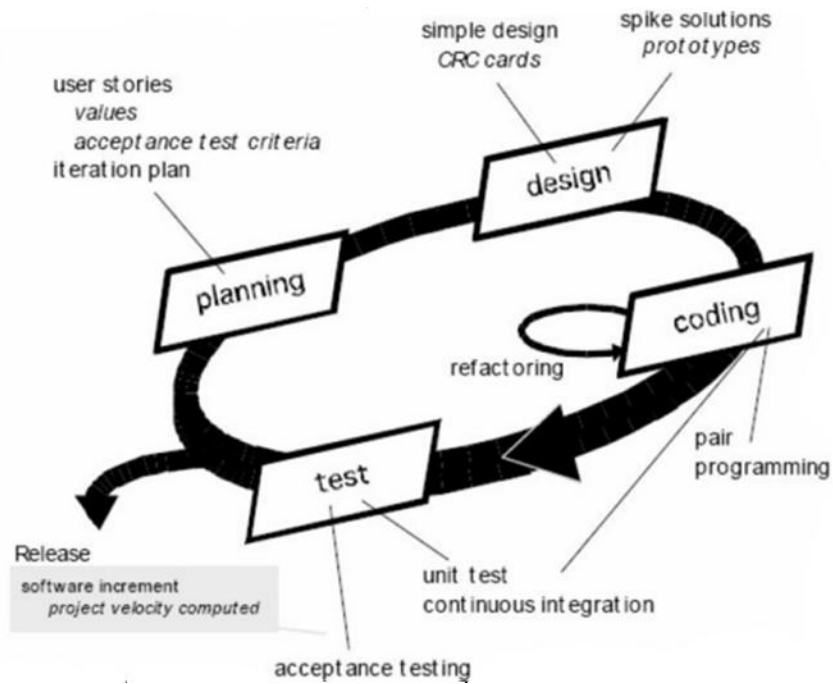 simple design
CRC cards
spike solutions
prototypes
user stories
values
acceptance test criteria
iteration plan
design
planning
coding
refactoring
pair
programming
test
Release
software increment
project velocity computed
unit test
continuous integration
acceptance testing